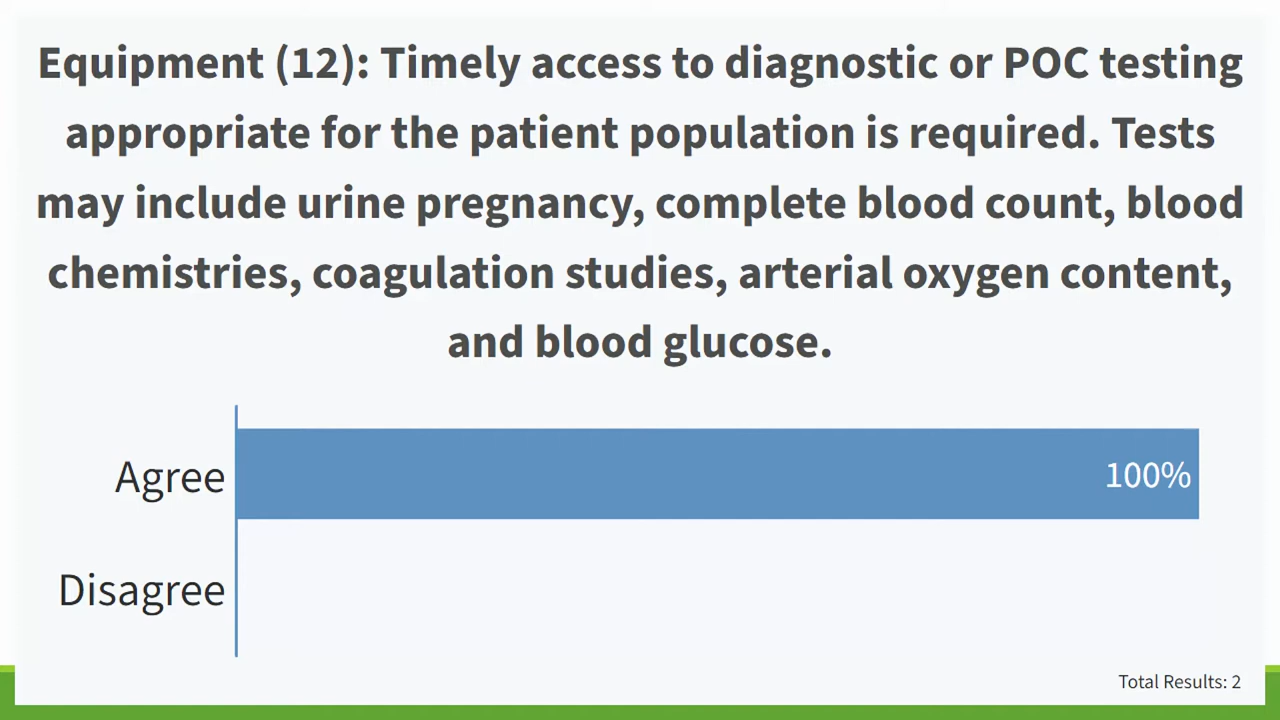 Equipment (12): Timely access to diagnostic or POC testing
appropriate for the patient population is required. Tests
may include urine pregnancy, complete blood count, blood
chemistries, coagulation studies, arterial oxygen content,
and blood glucose.
Agree
100%
Disagree
Total Results: 2